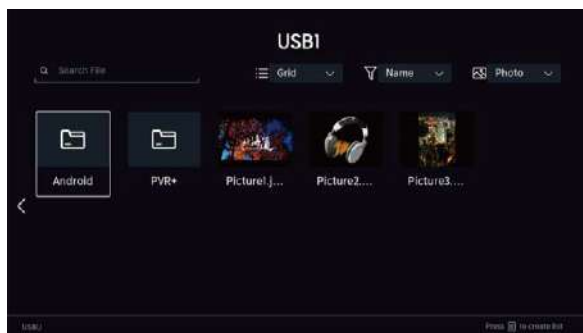 USB1
Search File
Grid
Name
Photo
Android
PVR+
Picture1.j...
Picture2....
Picture3....
USB1/
Press
To create list